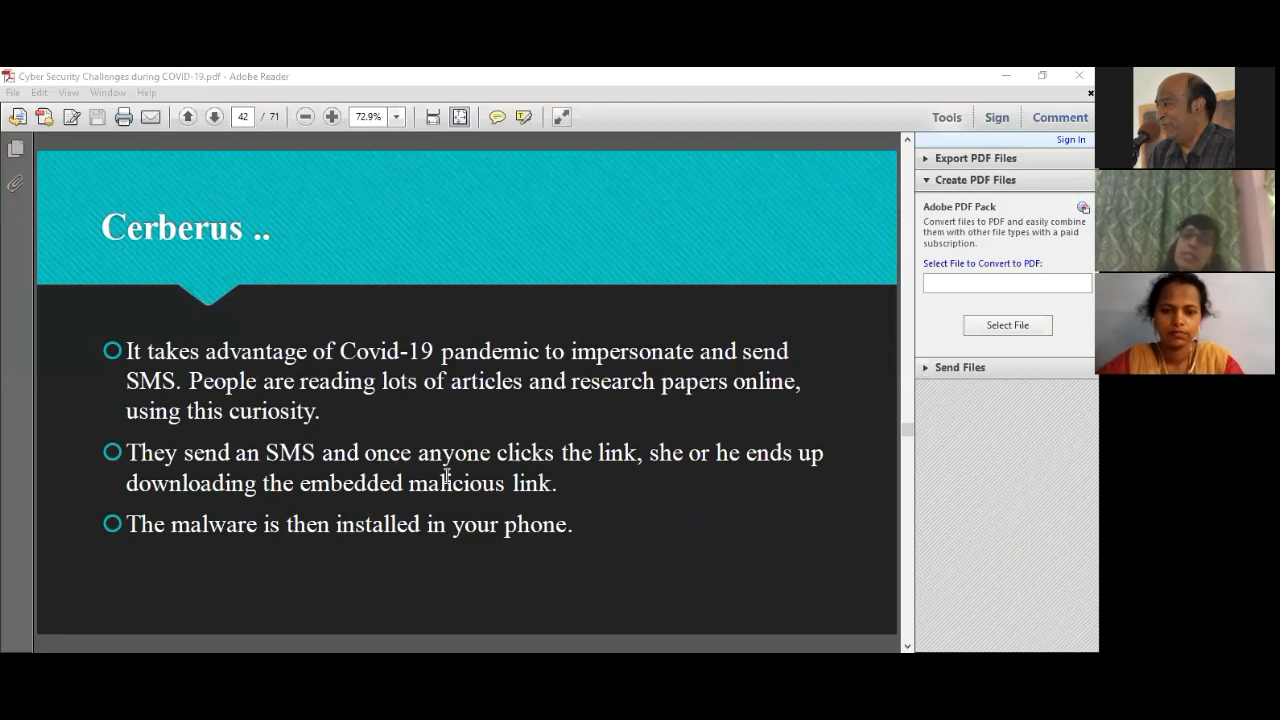 Cyber Security Challenges during COVID-19.pdf - Adobe Reader
File Edit View Window Help
42 / 71 72.9% Tools Sign Comment
Sign In
Export PDF Files
Create PDF Files
Adobe PDF Pack
Convert files to PDF and easily combine
them with other file types with a paid
subscription.
Select File to Convert to PDF:
Select File
Send Files
Cerberus ..
It takes advantage of Covid-19 pandemic to impersonate and send
SMS. People are reading lots of articles and research papers online,
using this curiosity.
They send an SMS and once anyone clicks the link, she or he ends up
downloading the embedded malicious link.
The malware is then installed in your phone.